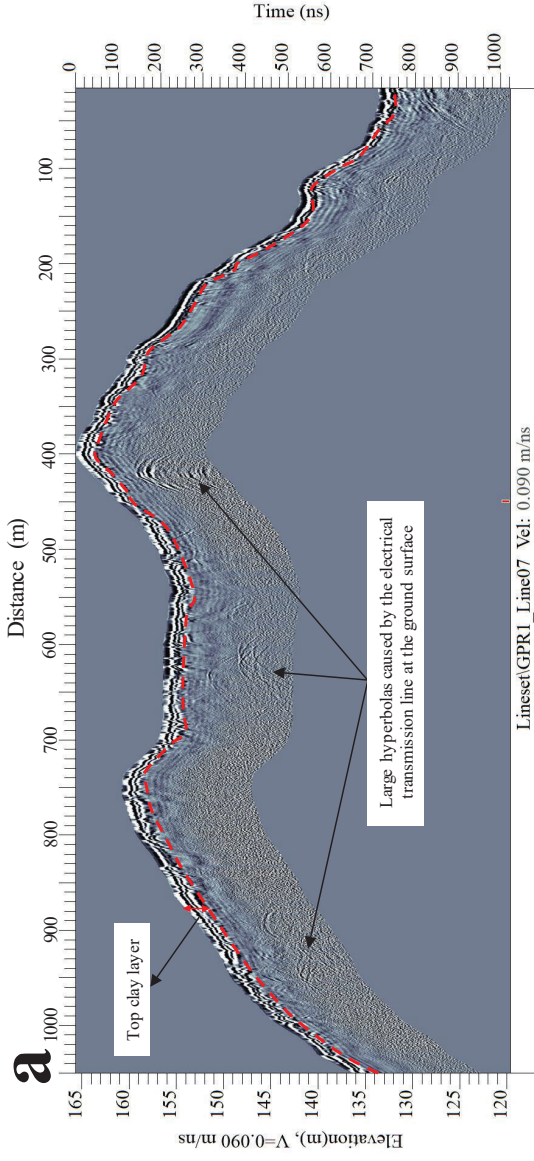 a
Distance (m)
1000 900 800 700 600 500 400 300 200 100
Elevation(m), V=0.090 m/ns
165
160
155
150
145
140
135
130
125
120
Time (ns)
0
100
200
300
400
500
600
700
800
900
1000
Top clay layer
Large hyperbolas caused by the electrical
transmission line at the ground surface
Lineset\GPR1_Line07 Vel: 0.090 m/ns